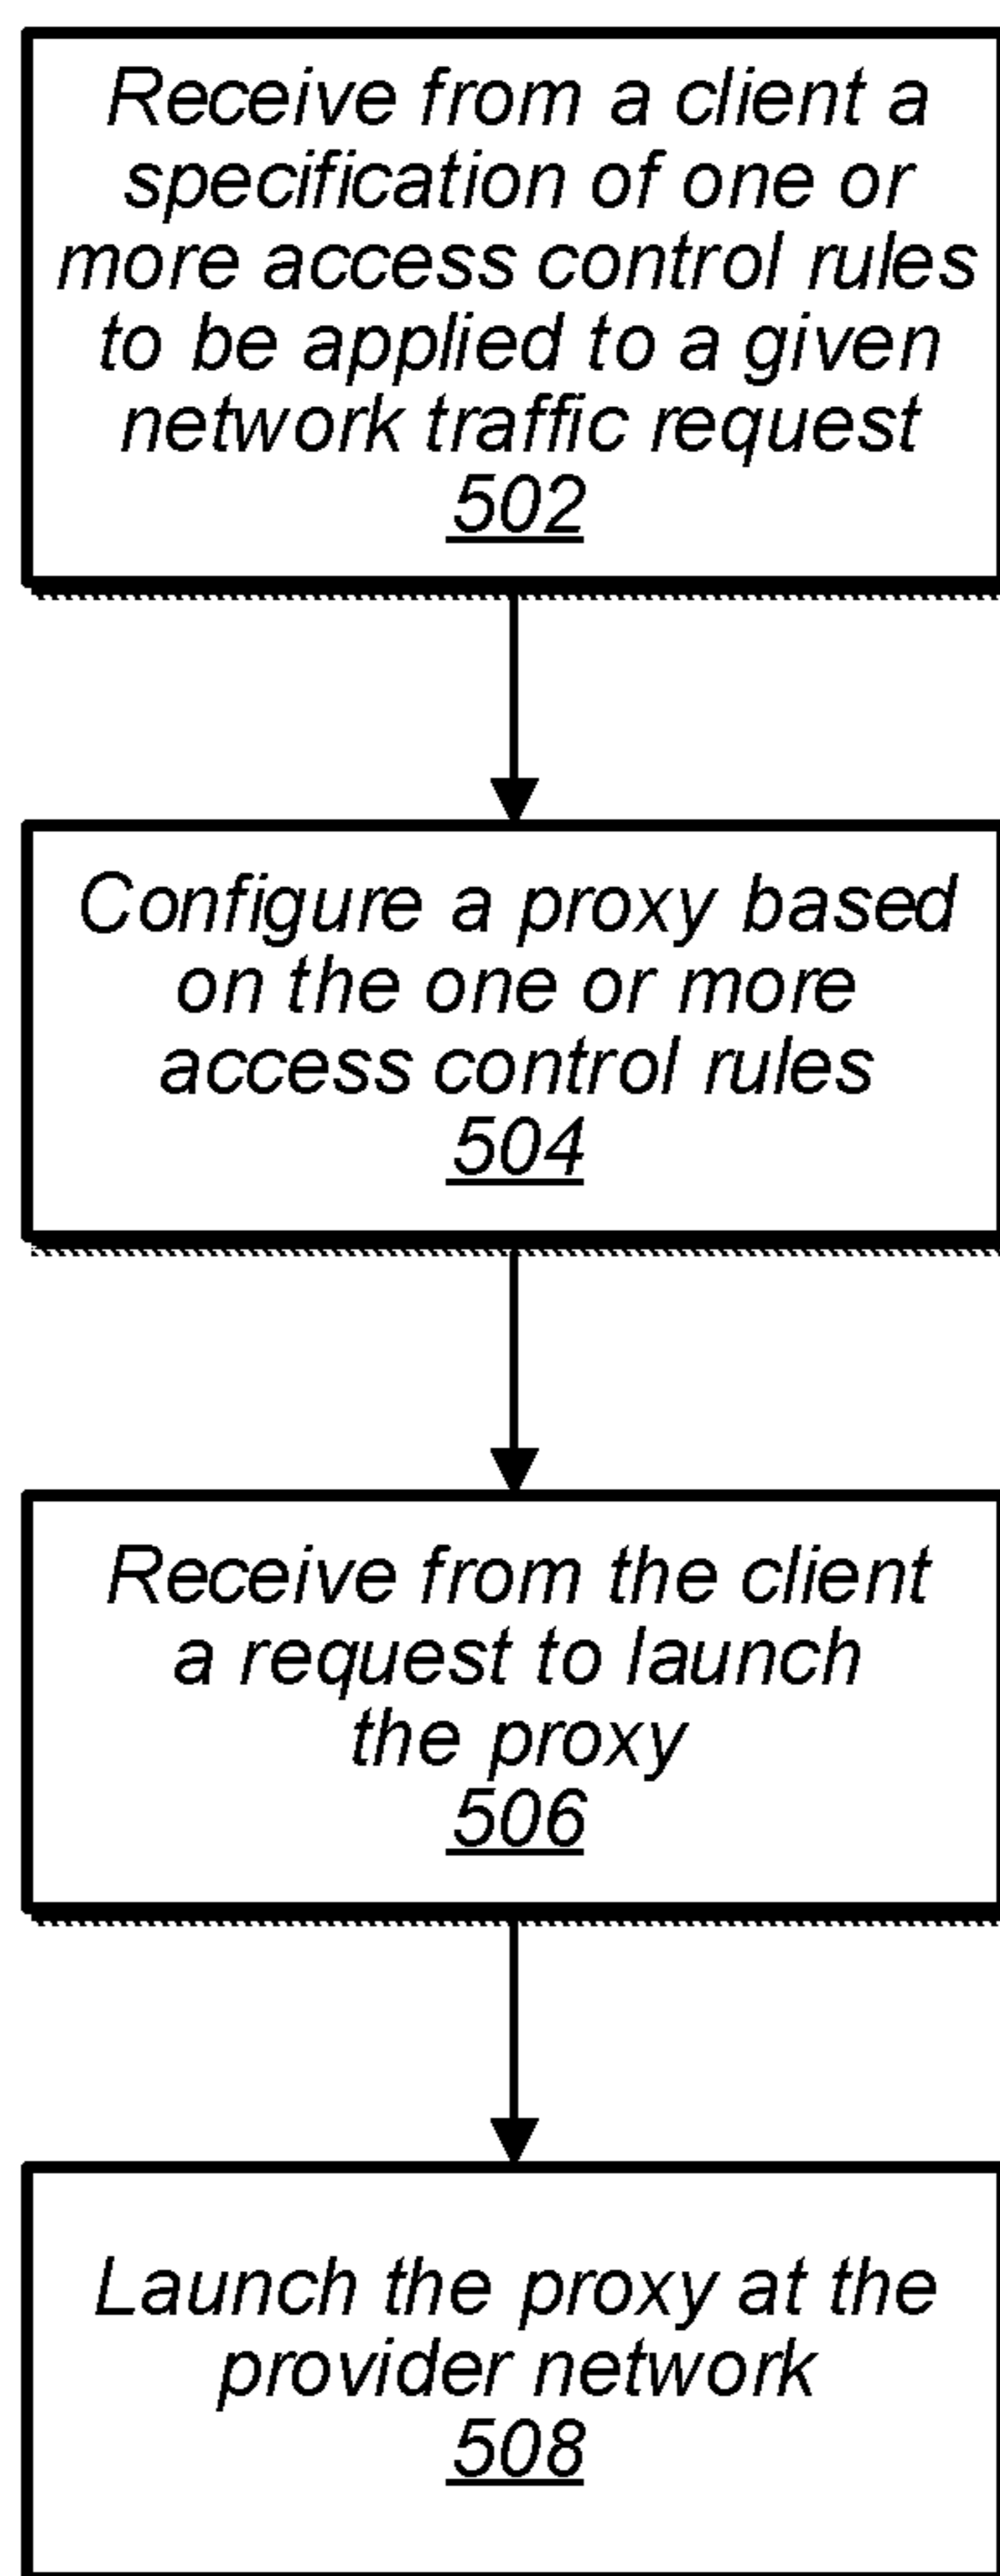 Receive from a client a
specification of one or
more access control rules
to be applied to a given
network traffic request
502
Configure a proxy based
on the one or more
access control rules
504
Receive from the client
a request to launch
the proxy
506
Launch the proxy at the
provider network
508